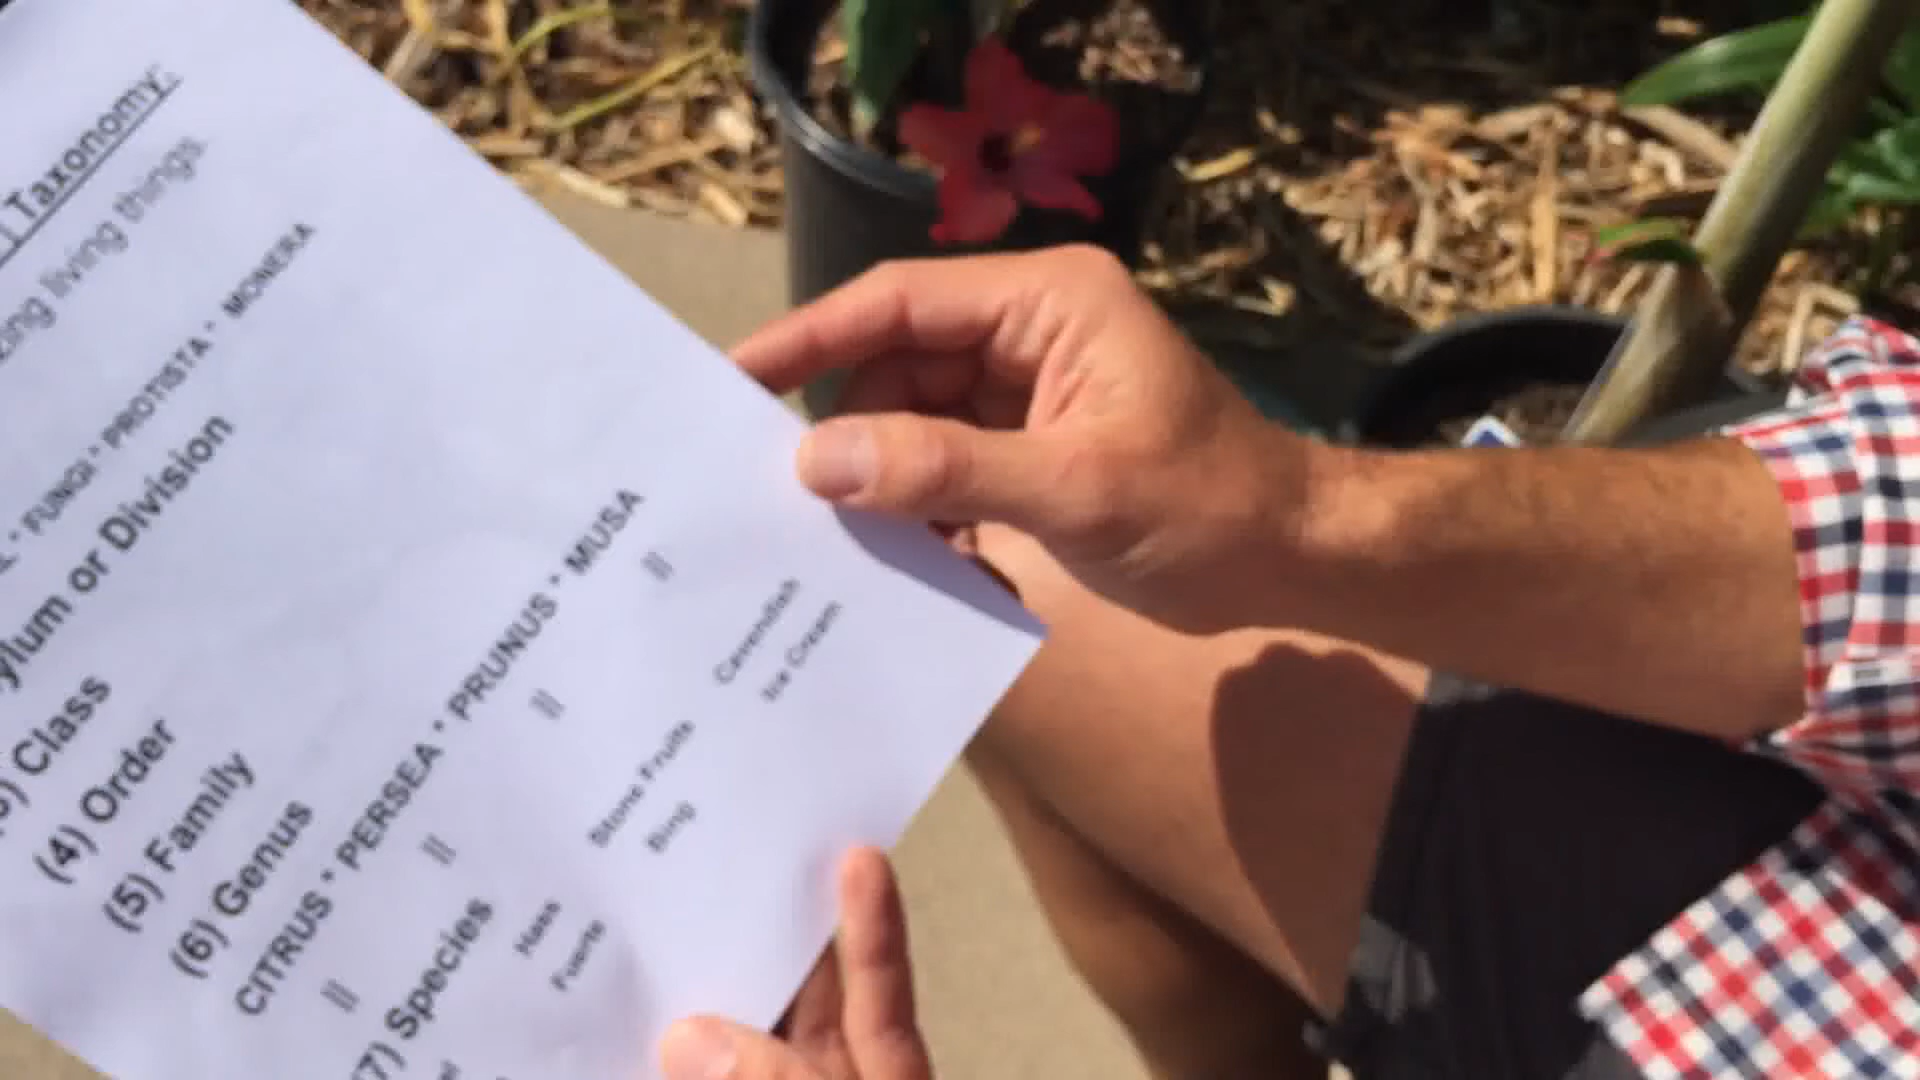 Taxonomy:
living things.
FUNGI * PROTISTA * MONERA
or Division
Class
(4) Order
(5) Family
(6) Genus
CITRUS * PERSEA * PRUNUS * MUSA
|| || || ||
(7) Species
Hass
Fuerte
Stone Fruits
Bing
Cavendish
Ice Cream